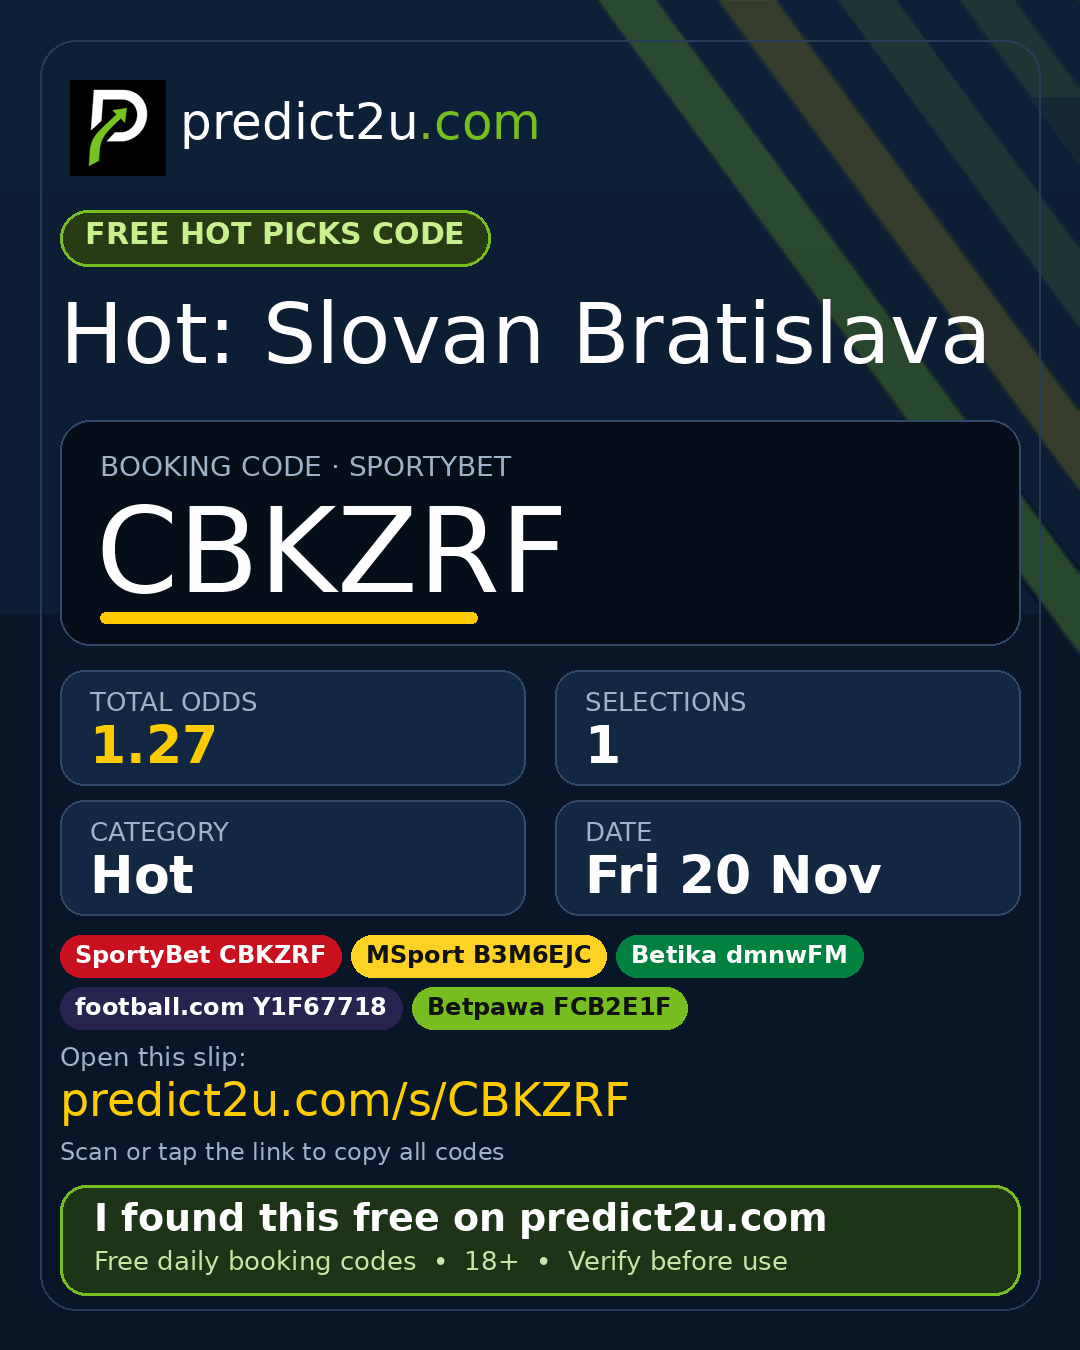 predict2u.com
FREE HOT PICKS CODE
Hot: Slovan Bratislava
BOOKING CODE · SPORTYBET
CBKZRF
TOTAL ODDS
1.27
SELECTIONS
1
CATEGORY
Hot
DATE
Fri 20 Nov
SportyBet CBKZRF
MSport B3M6EJC
Betika dmnwFM
football.com Y1F67718
Betpawa FCB2E1F
Open this slip:
predict2u.com/s/CBKZRF
Scan or tap the link to copy all codes
I found this free on predict2u.com
Free daily booking codes • 18+ • Verify before use